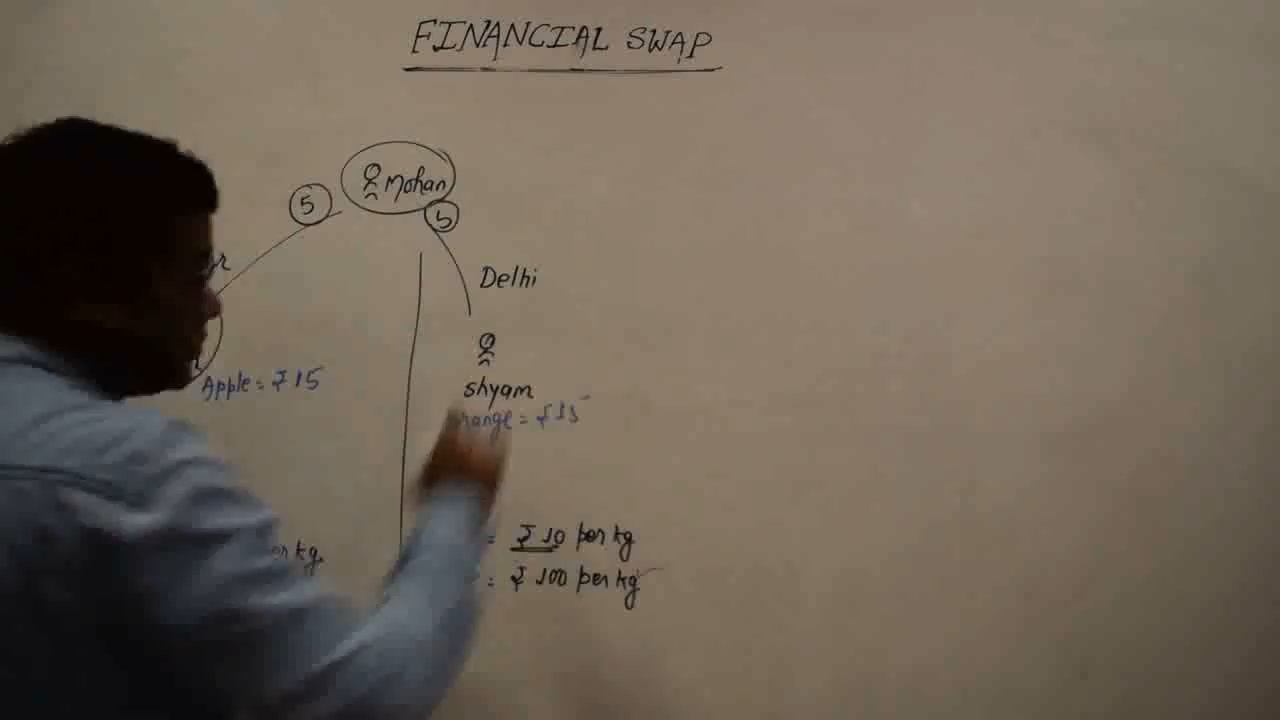 FINANCIAL SWAP
Mohan
5
5
Delhi
Apple = ₹ 15
shyam
range = ₹ 15
= ₹ 10 per kg
per kg.
= ₹ 100 per kg